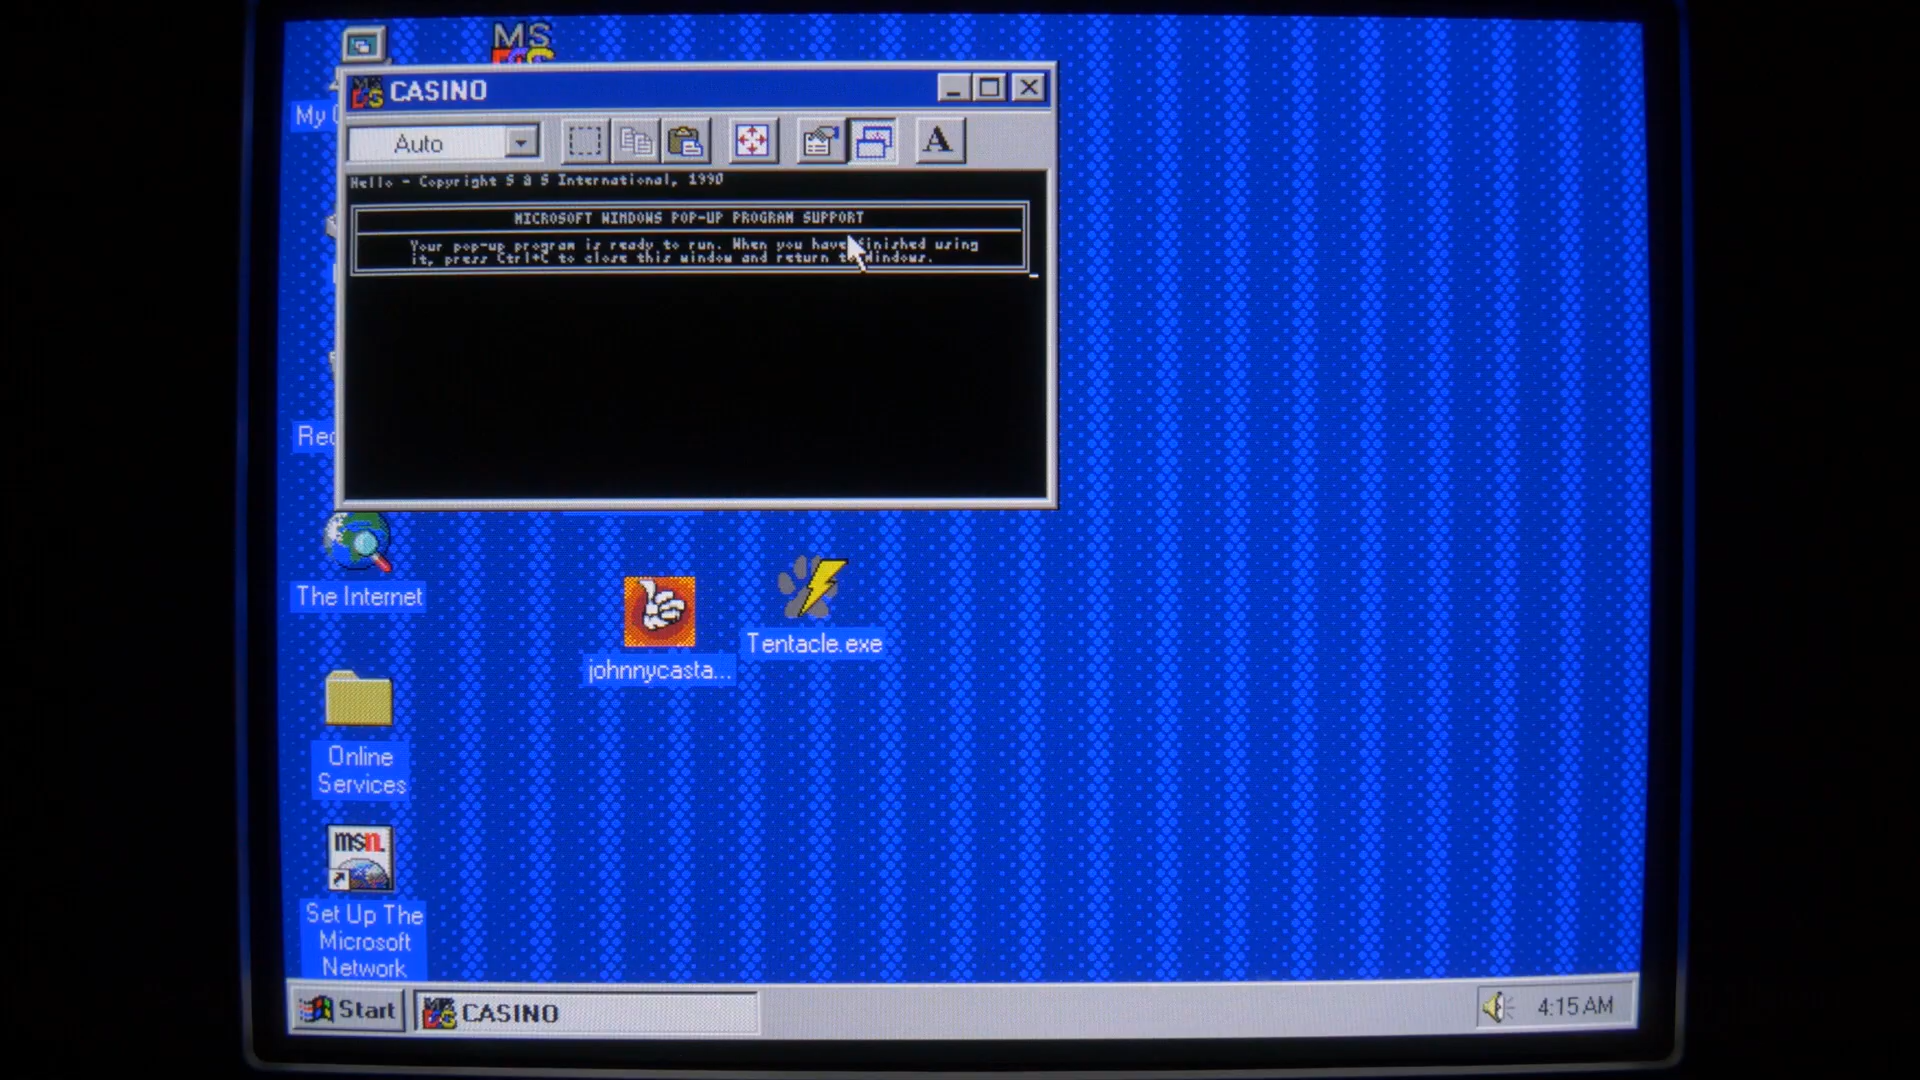 MS
My
CASINO
Auto
A
Hello - Copyright S & S International, 1990
MICROSOFT WINDOWS POP-UP PROGRAM SUPPORT
Your pop-up program is ready to run. When you have finished using
it, press Ctrl+C to close this window and return to Windows.
Rec
The Internet
johnnycasta...
Tentacle.exe
Online
Services
msn.
Set Up The
Microsoft
Network
Start
CASINO
4:15 AM